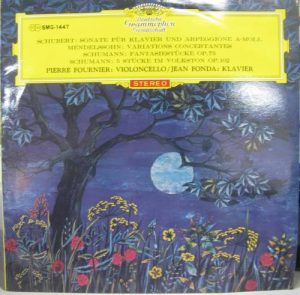 Deutsche
Grammophon
Gesellschaft
SMG-1447
SCHUBERT: SONATE FÜR KLAVIER UND ARPEGGIONE A-MOLL
MENDELSSOHN: VARIATIONS CONCERTANTES
SCHUMANN: FANTASIESTÜCKE OP.73
SCHUMANN: 5 STÜCKE IM VOLKSTON OP.102
PIERRE FOURNIER: VIOLONCELLO/JEAN FONDA: KLAVIER
STEREO